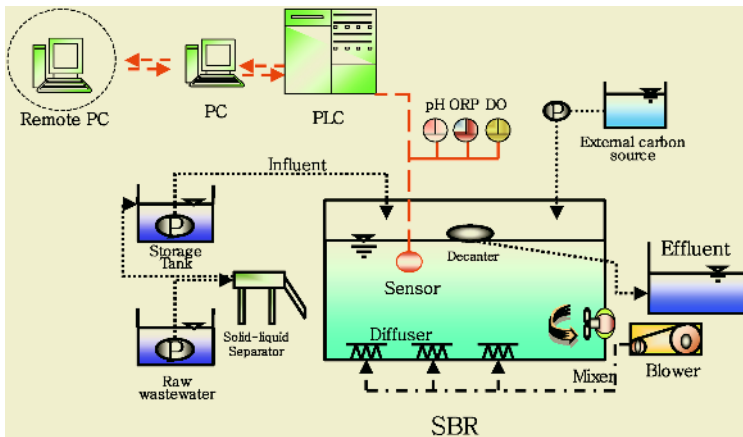 Remote PC
PC
PLC
pH ORP DO
P
External carbon
source
Influent
P
Storage
Tank
Decanter
Effluent
Sensor
Solid-liquid
Separator
P
Raw
wastewater
Diffuser
Mixer
Blower
SBR